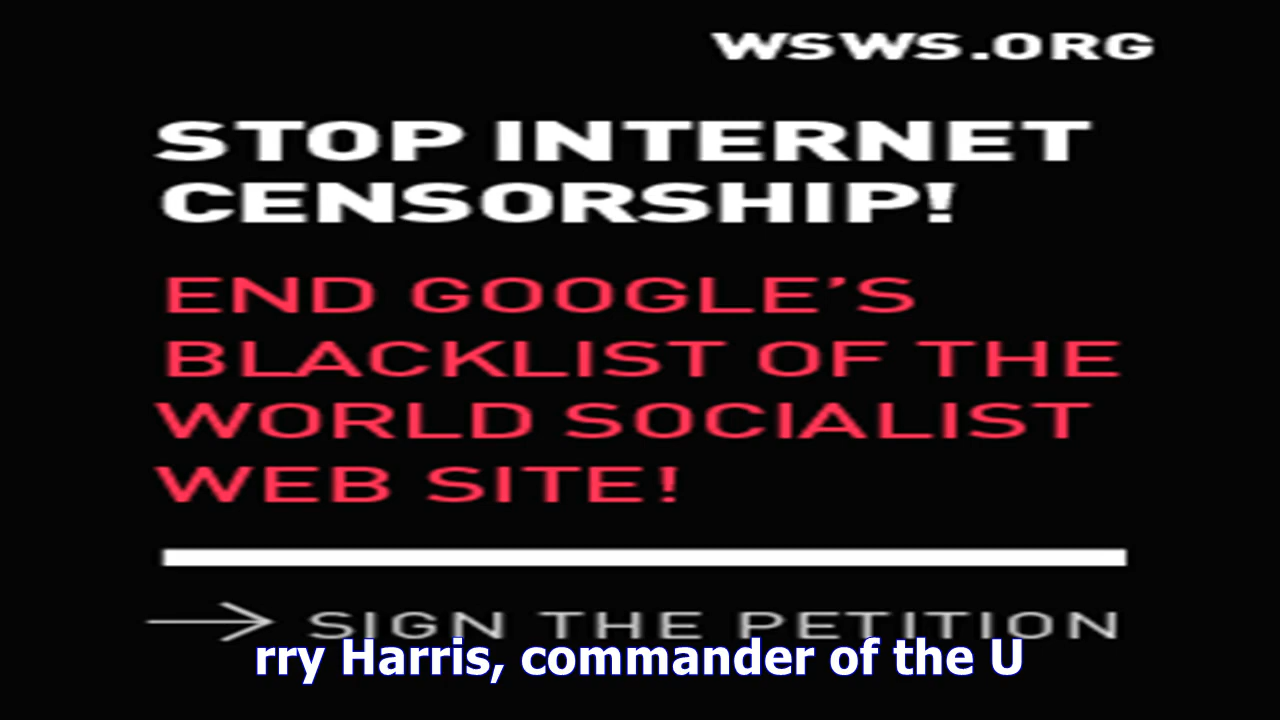 WSWS.ORG
STOP INTERNET
CENSORSHIP!
END GOOGLE'S
BLACKLIST OF THE
WORLD SOCIALIST
WEB SITE!
SIGN THE PETITION
rry Harris, commander of the U